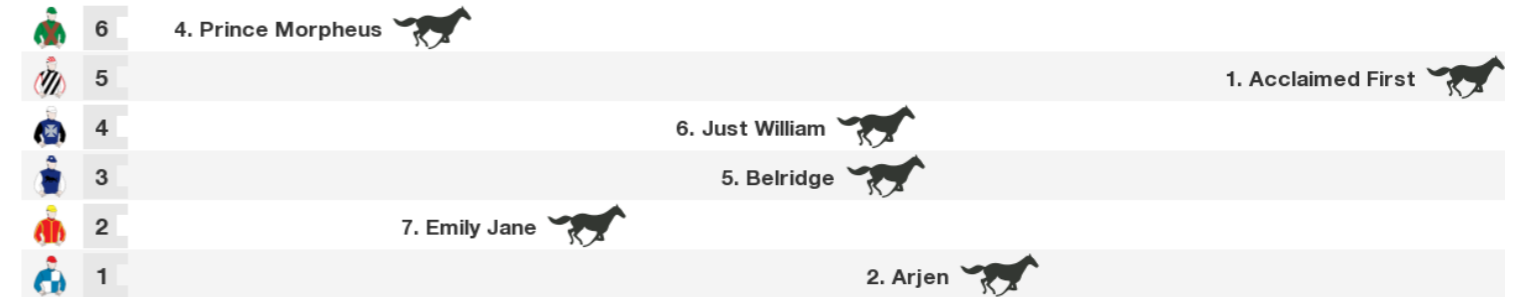 6 4. Prince Morpheus
5 1. Acclaimed First
4 6. Just William
3 5. Belridge
2 7. Emily Jane
1 2. Arjen